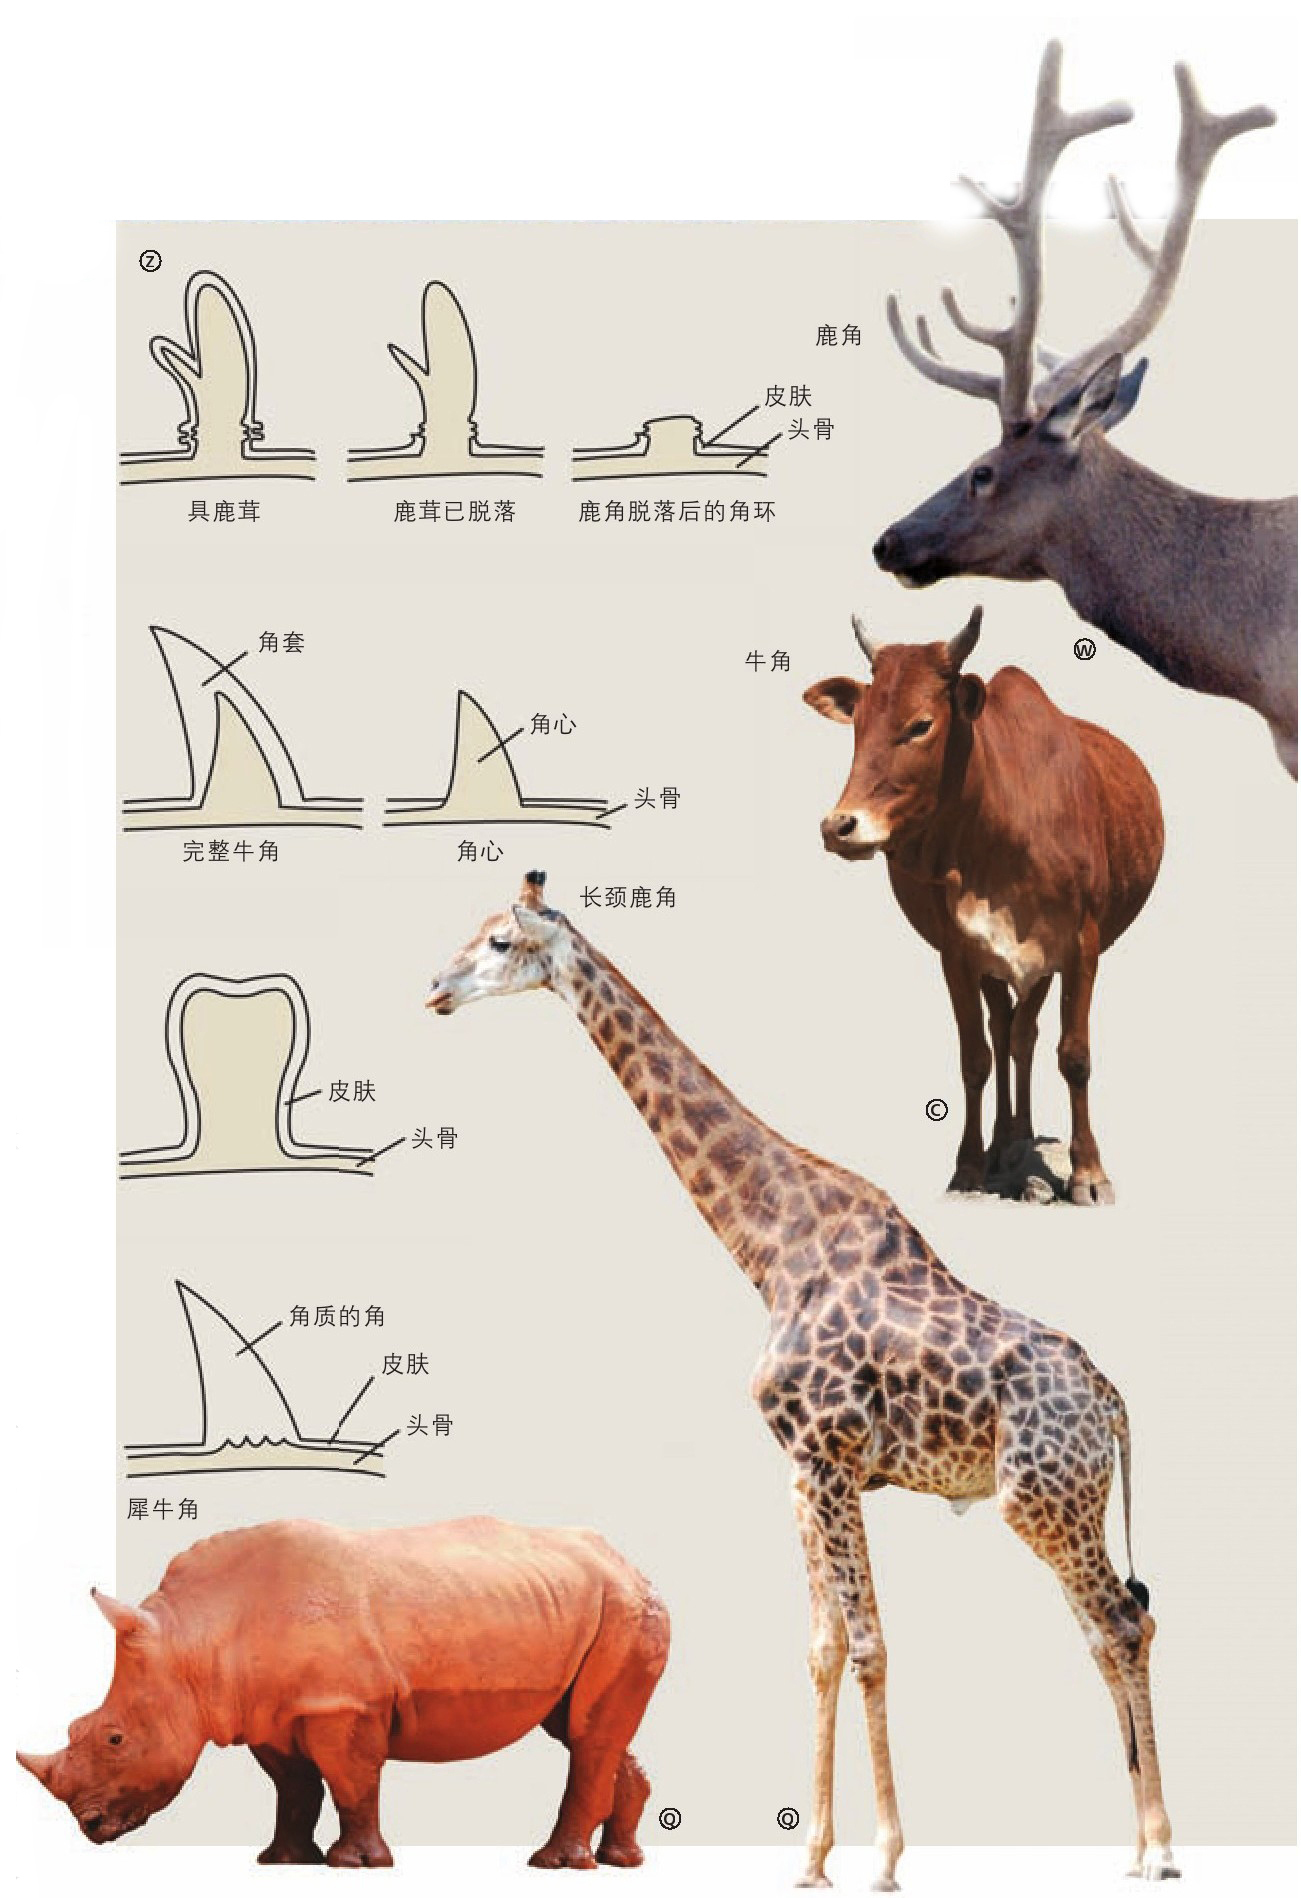 Ⓩ
鹿角
皮肤
头骨
具鹿茸
鹿茸已脱落
鹿角脱落后的角环
角套
牛角
Ⓦ
角心
头骨
完整牛角
角心
长颈鹿角
皮肤
Ⓒ
头骨
角质的角
皮肤
头骨
犀牛角
Ⓠ
Ⓠ